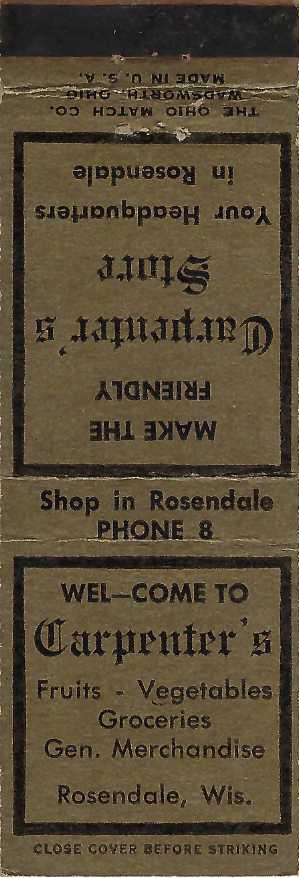 THE OHIO MATCH CO.
WADSWORTH, OHIO
MADE IN U. S. A.
MAKE THE
FRIENDLY
Carpenter's
Store
Your Headquarters
in Rosendale
Shop in Rosendale
PHONE 8
WEL—COME TO
Carpenter's
Fruits - Vegetables
Groceries
Gen. Merchandise
Rosendale, Wis.
CLOSE COVER BEFORE STRIKING